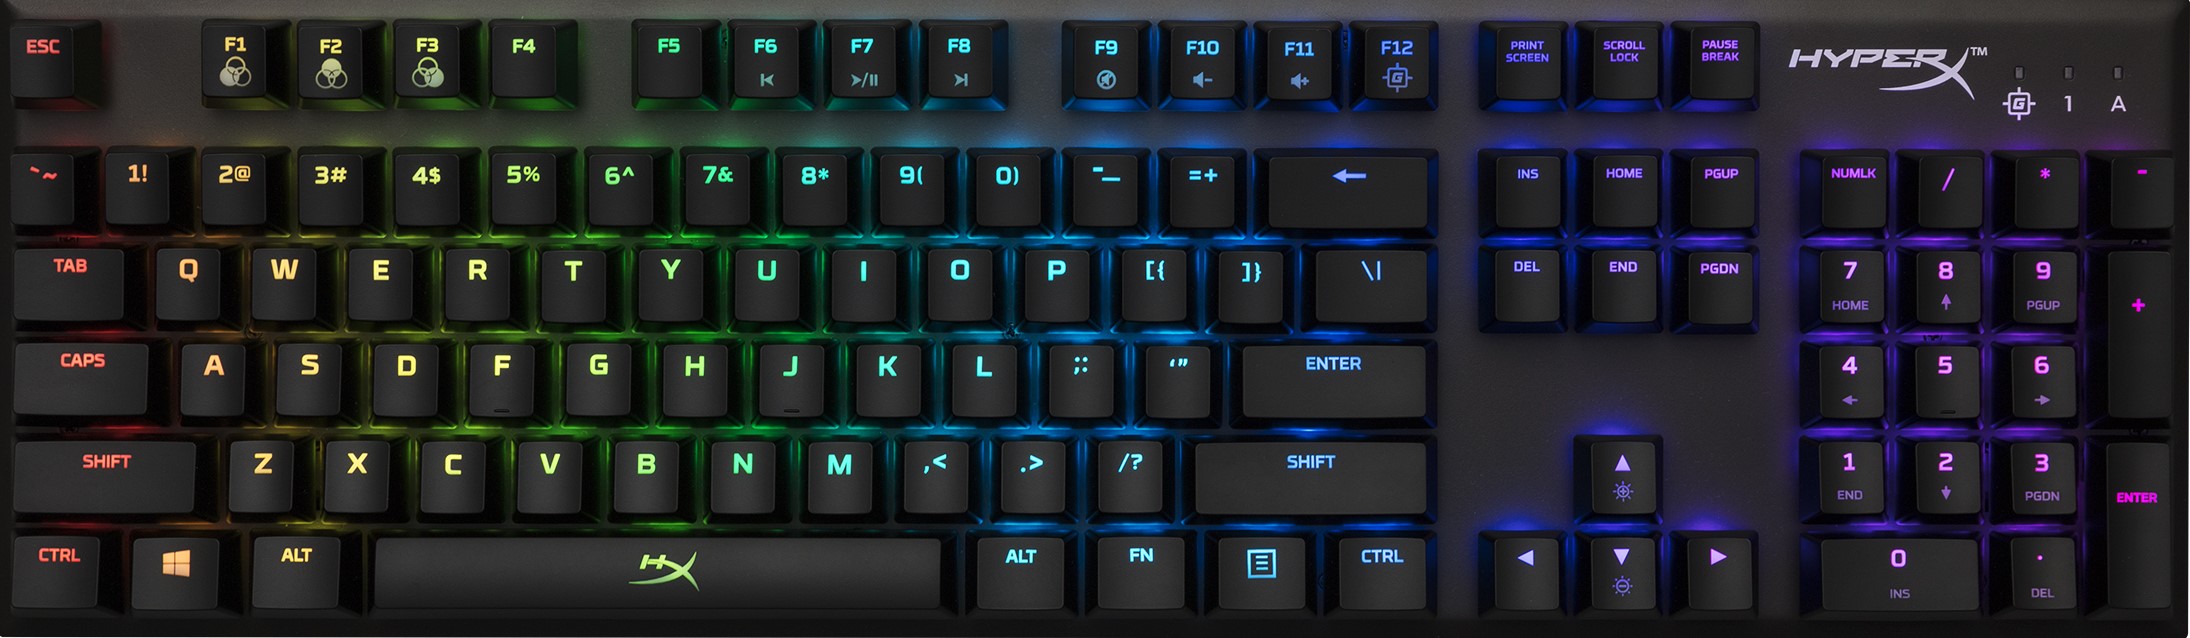 ESC F1 F2 F3 F4 F5 F6 F7 F8 F9 F10 F11 F12 PRINT SCREEN SCROLL LOCK PAUSE BREAK HYPERX™
G G 1 A
`~ 1! 2@ 3# 4$ 5% 6^ 7& 8* 9( 0) -_ =+ ← INS HOME PGUP NUMLK / * -
TAB Q W E R T Y U I O P [{ ]} \| DEL END PGDN 7 HOME 8 ↑ 9 PGUP +
CAPS A S D F G H J K L ;: '" ENTER 4 ← 5 6 →
SHIFT Z X C V B N M ,< .> /? SHIFT ▲ 1 END 2 ↓ 3 PGDN ENTER
CTRL ALT HX ALT FN CTRL ◀ ▼ ▶ 0 INS . DEL